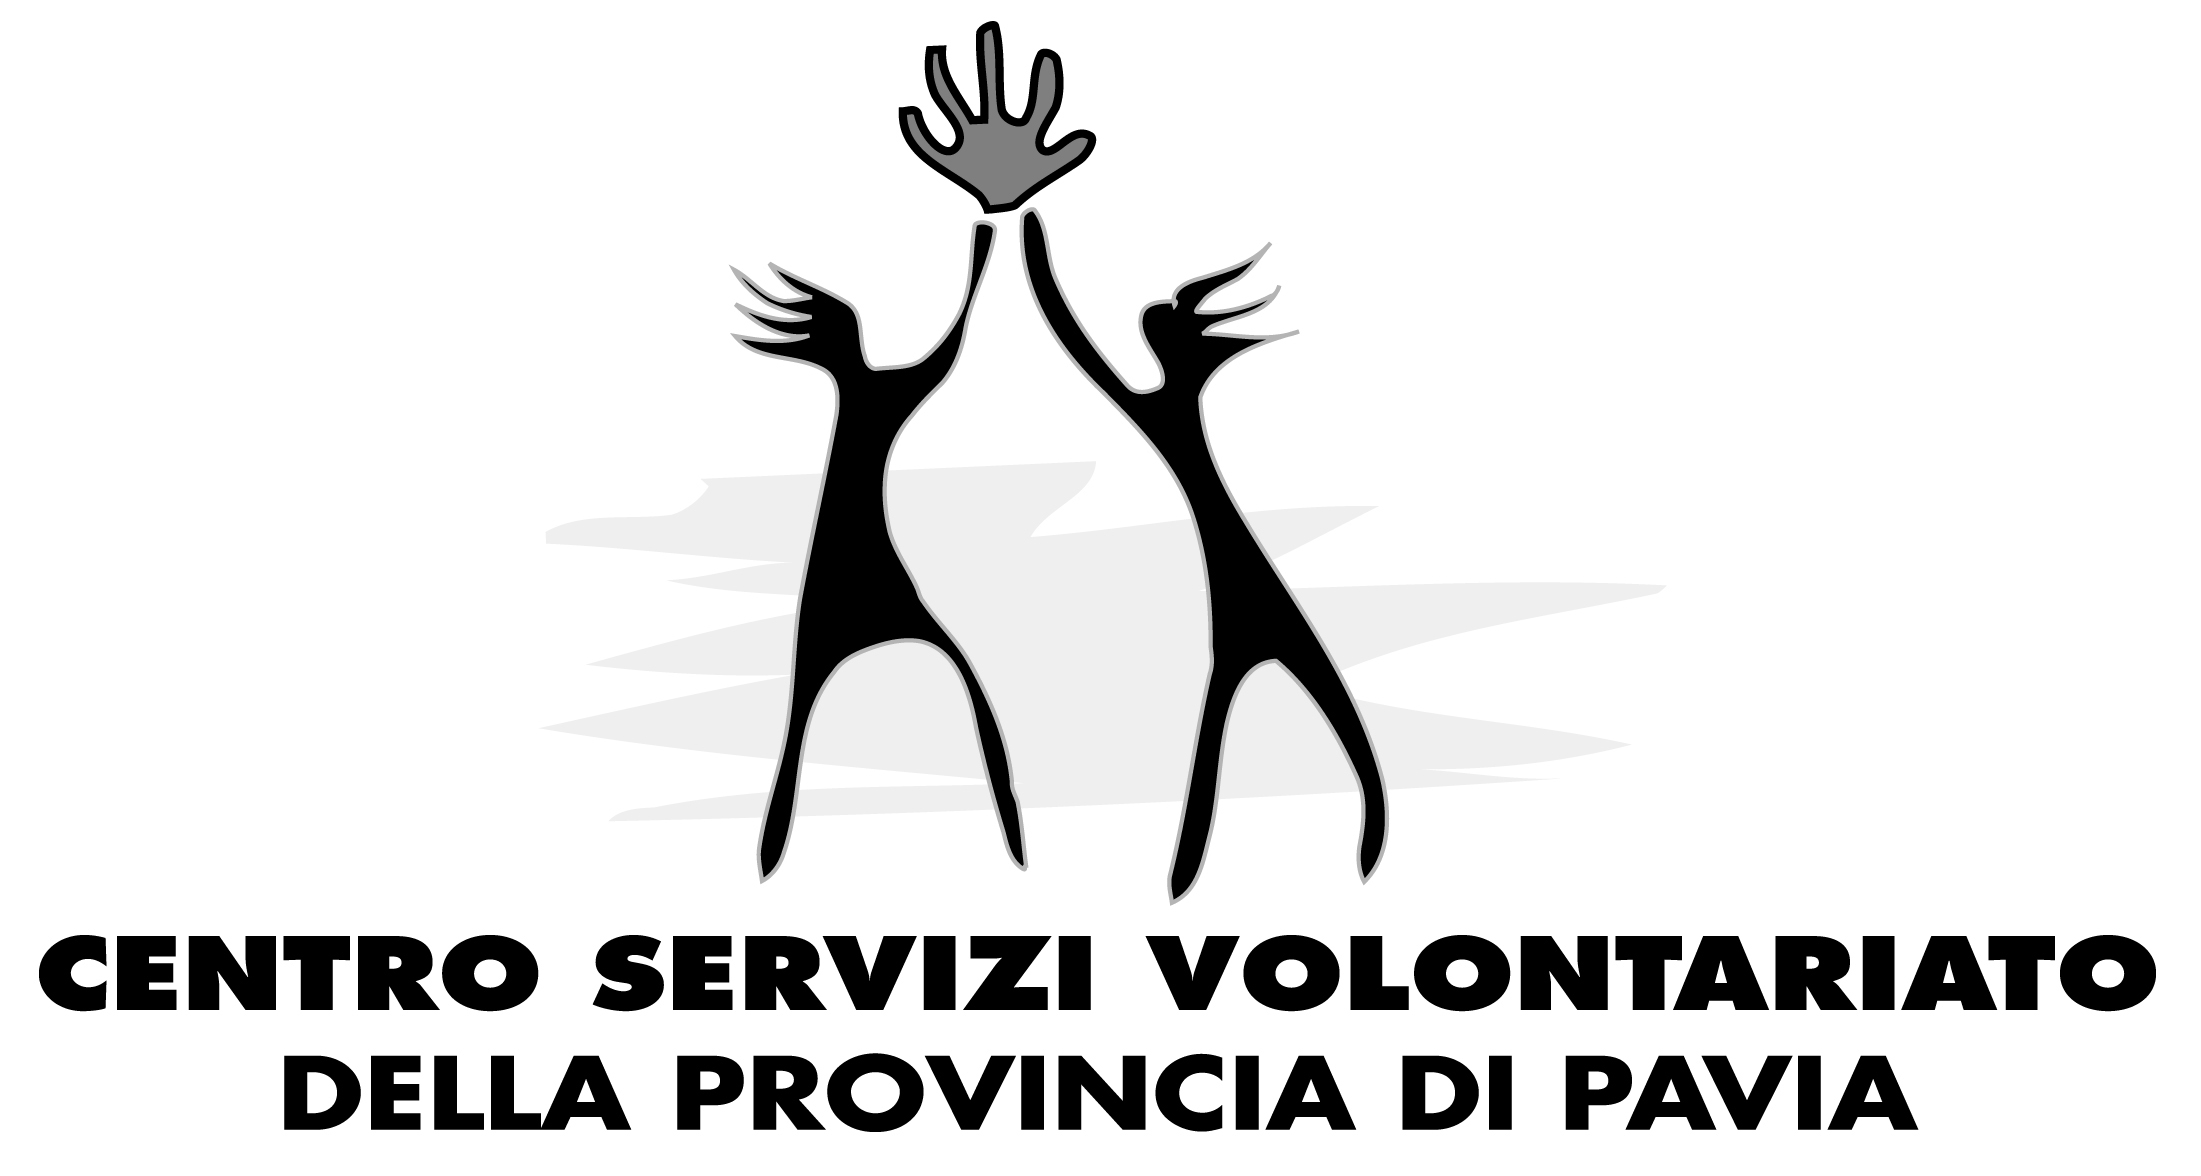 CENTRO SERVIZI VOLONTARIATO
DELLA PROVINCIA DI PAVIA